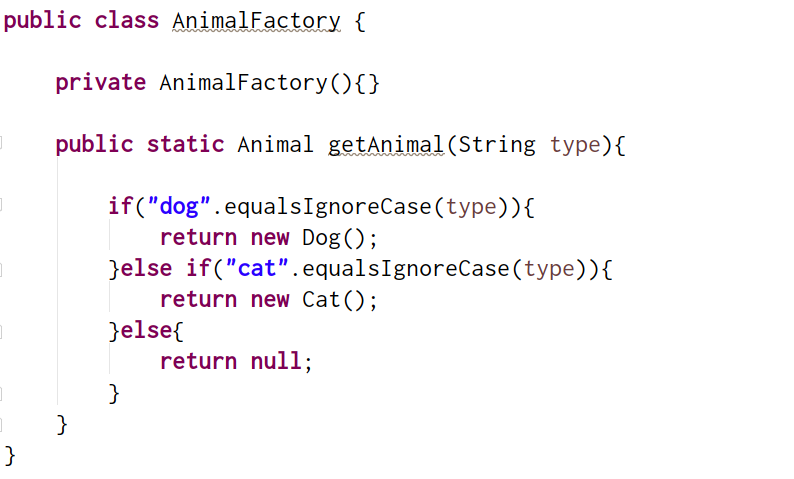 public class AnimalFactory {
private AnimalFactory(){}
public static Animal getAnimal(String type){
if("dog".equalsIgnoreCase(type)){
return new Dog();
}else if("cat".equalsIgnoreCase(type)){
return new Cat();
}else{
return null;
}
}
}